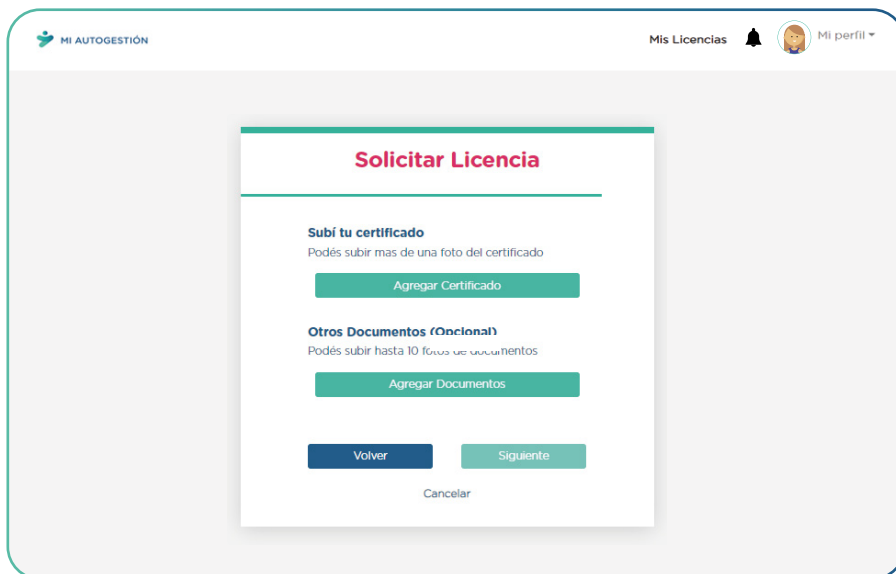 MI AUTOGESTIÓN
Mis Licencias
Mi perfil
Solicitar Licencia
Subí tu certificado
Podés subir mas de una foto del certificado
Agregar Certificado
Otros Documentos (Opcional)
Podés subir hasta 10 fotos de documentos
Agregar Documentos
Volver
Siguiente
Cancelar